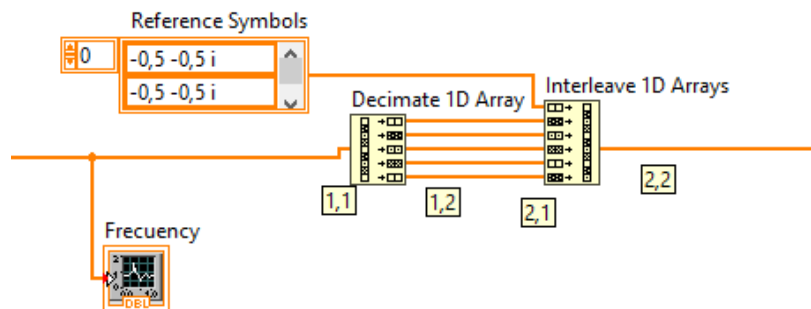 Reference Symbols
0
-0,5 -0,5 i
-0,5 -0,5 i
Decimate 1D Array
Interleave 1D Arrays
1,1
1,2
2,1
2,2
Frecuency
DBL